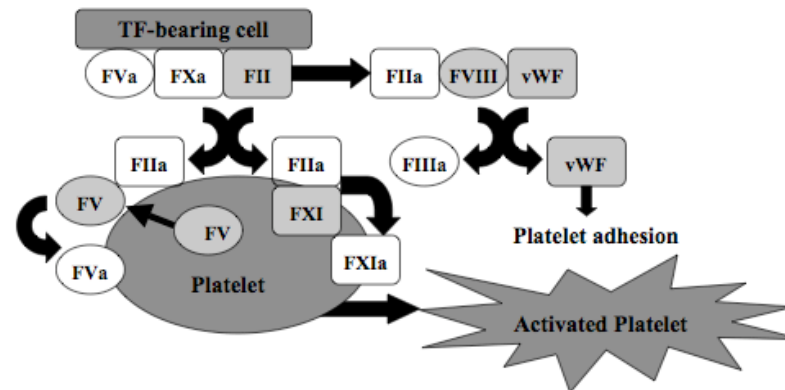 TF-bearing cell
FVa FXa FII FIIa FVIII vWF
FIIa FIIa FIIIa vWF
FV FXI
FV
FVa FXIa
Platelet adhesion
Platelet
Activated Platelet